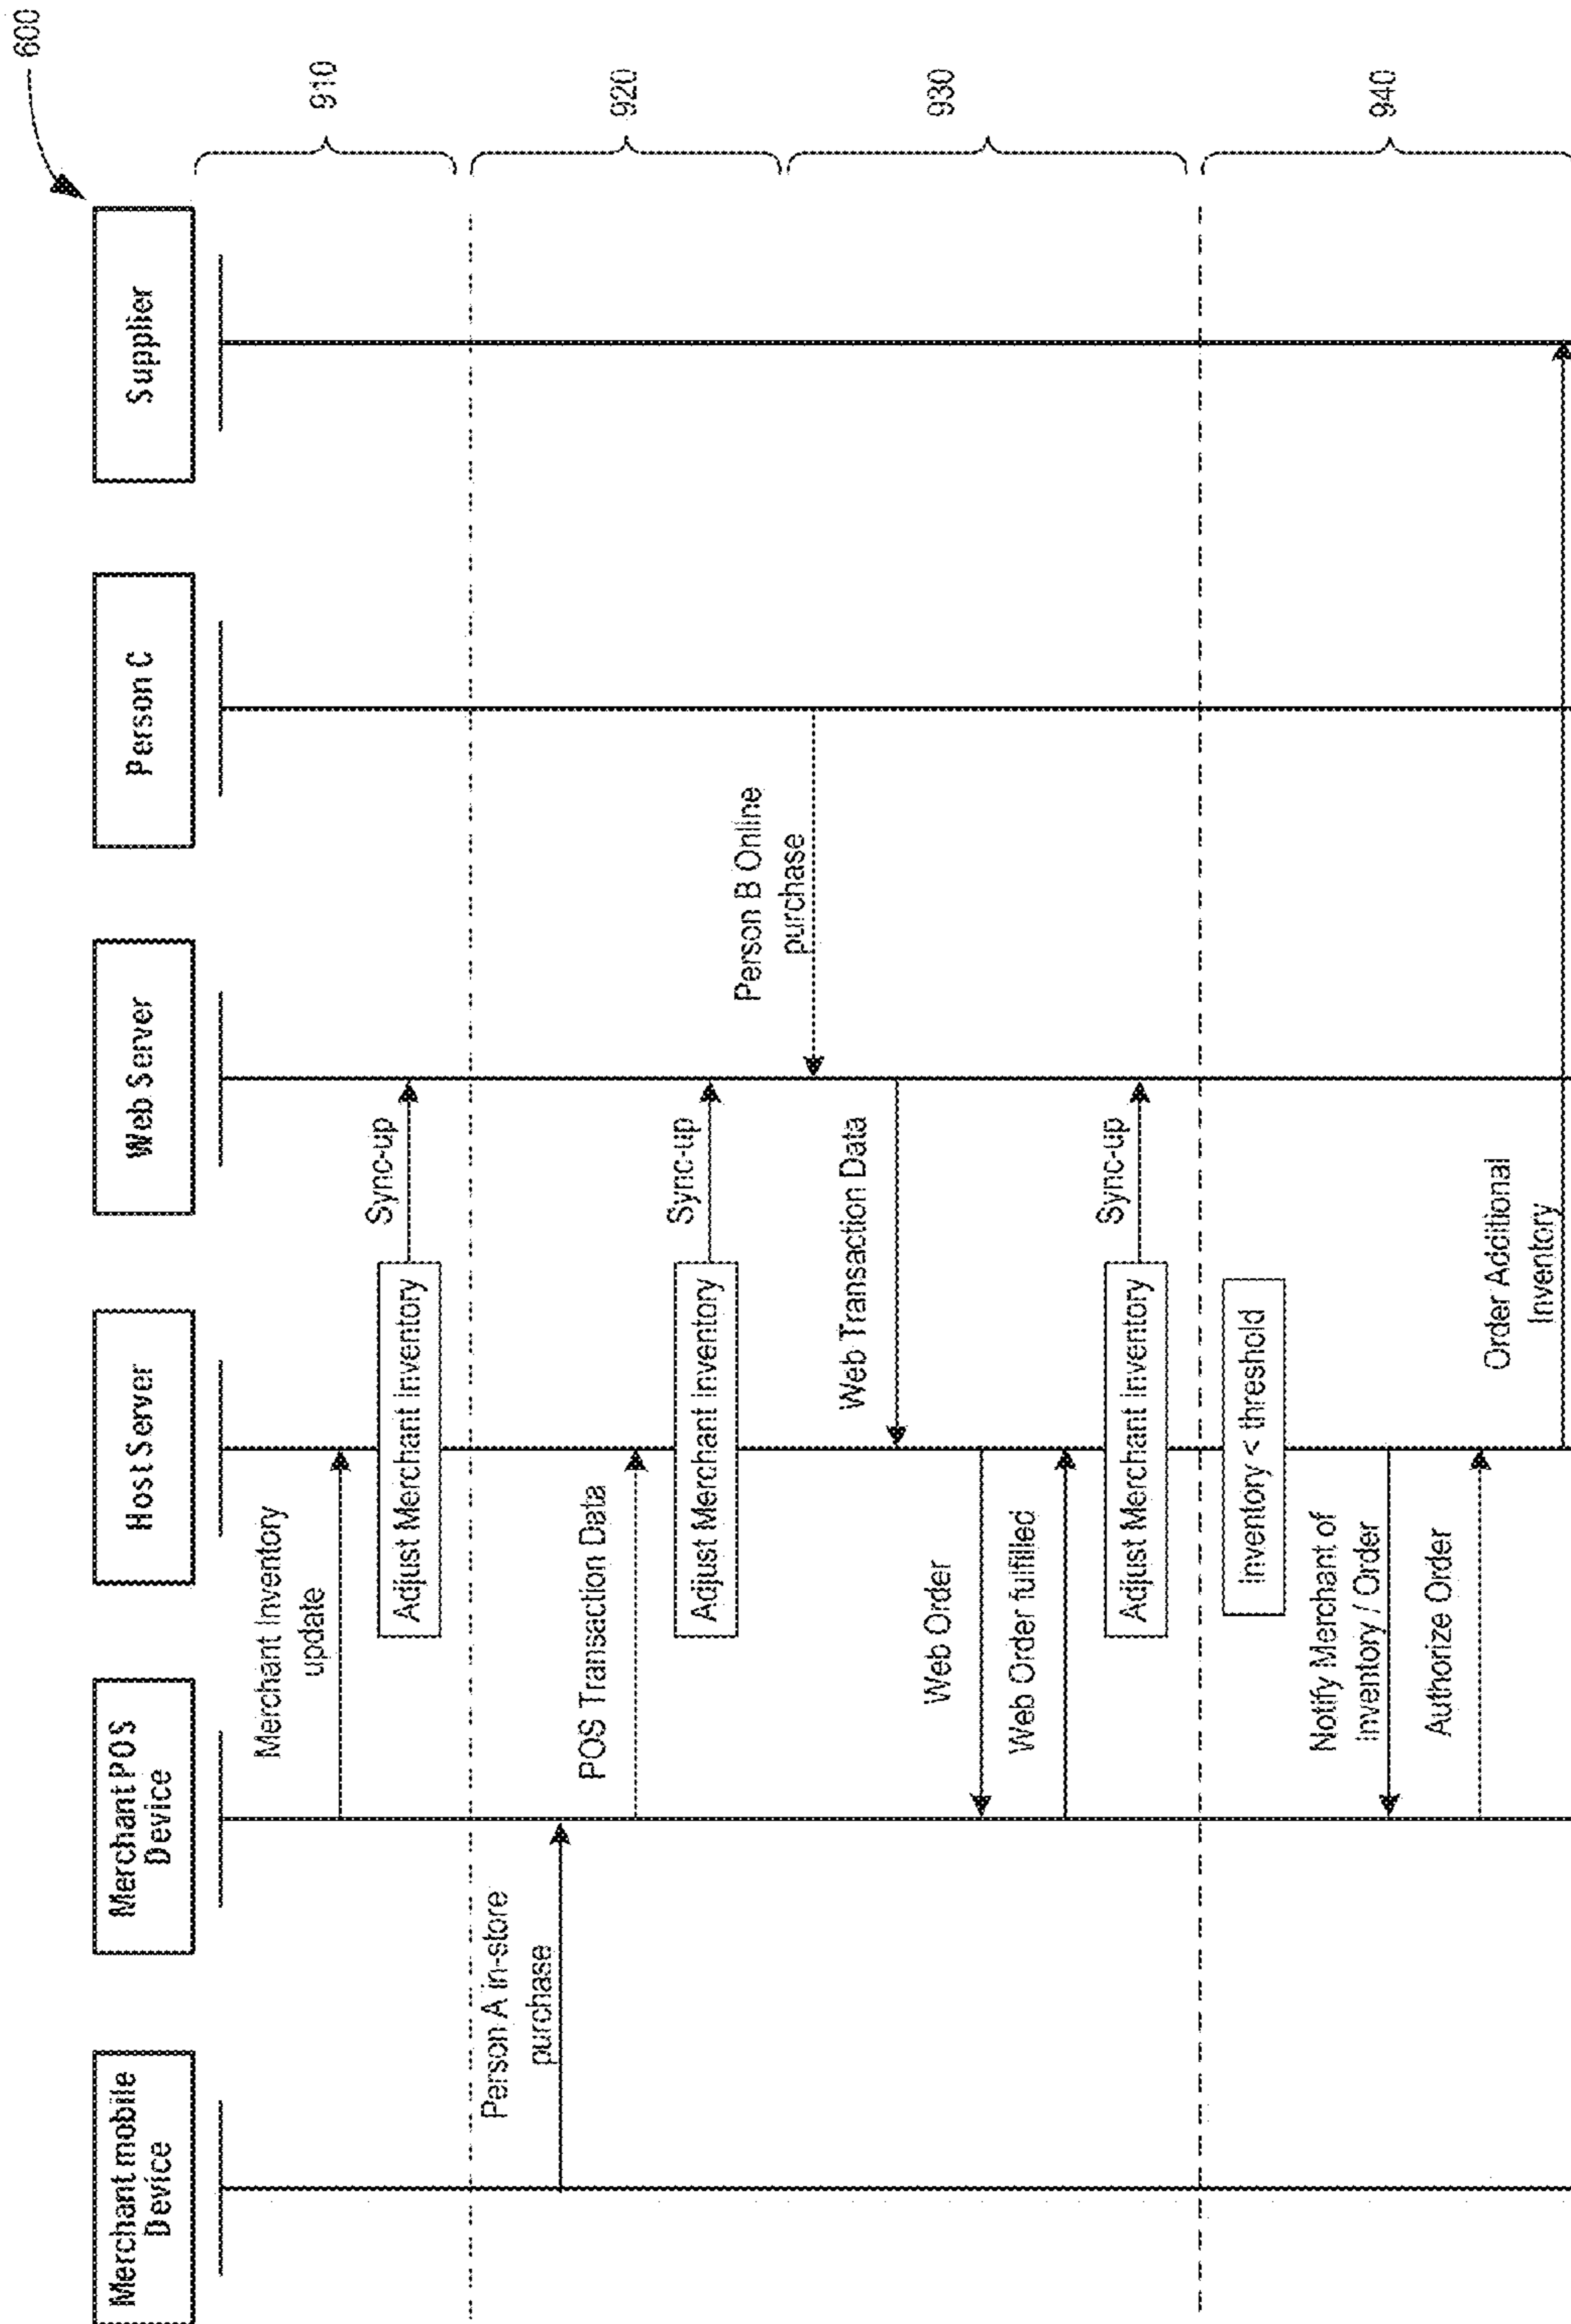 600
Merchant mobile
Device
Merchant POS
Device
Host Server
Web Server
Person C
Supplier
910
Merchant Inventory
update
Adjust Merchant Inventory
Sync-up
920
Person A in-store
purchase
POS Transaction Data
Adjust Merchant Inventory
Sync-up
930
Person B Online
purchase
Web Transaction Data
Web Order
Web Order fulfilled
Adjust Merchant Inventory
Sync-up
940
Inventory < threshold
Notify Merchant of
Inventory / Order
Authorize Order
Order Additional
Inventory